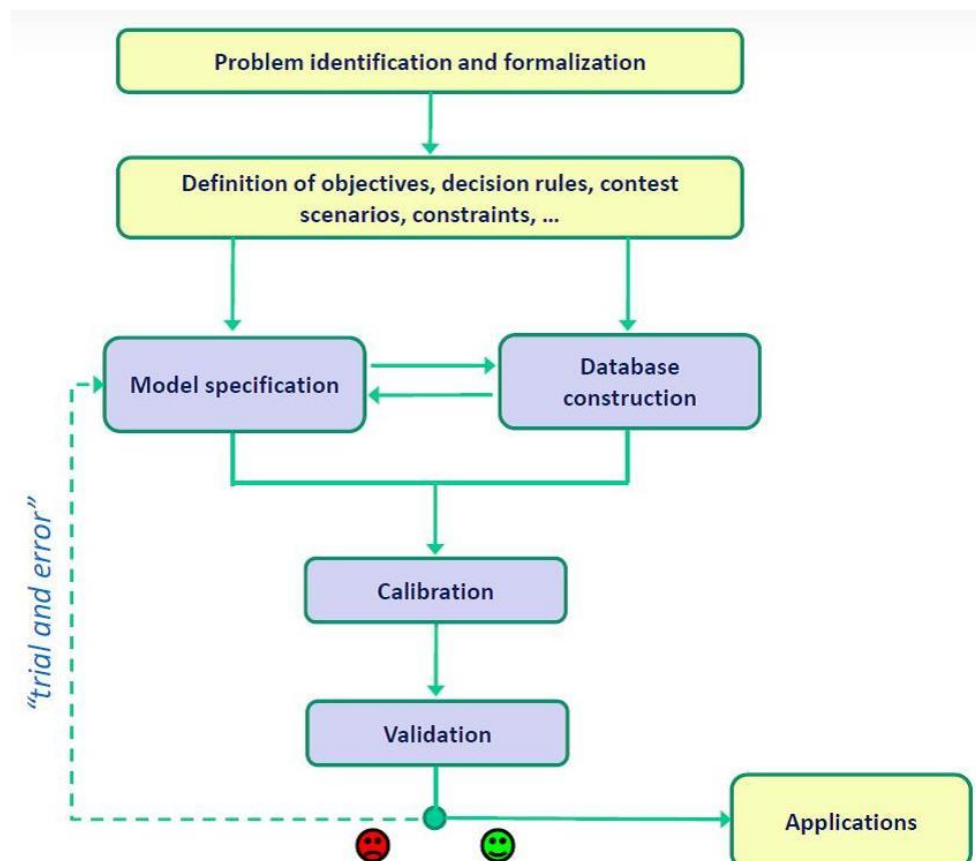 Problem identification and formalization
Definition of objectives, decision rules, contest
scenarios, constraints, ...
Model specification
Database
construction
"trial and error"
Calibration
Validation
Applications